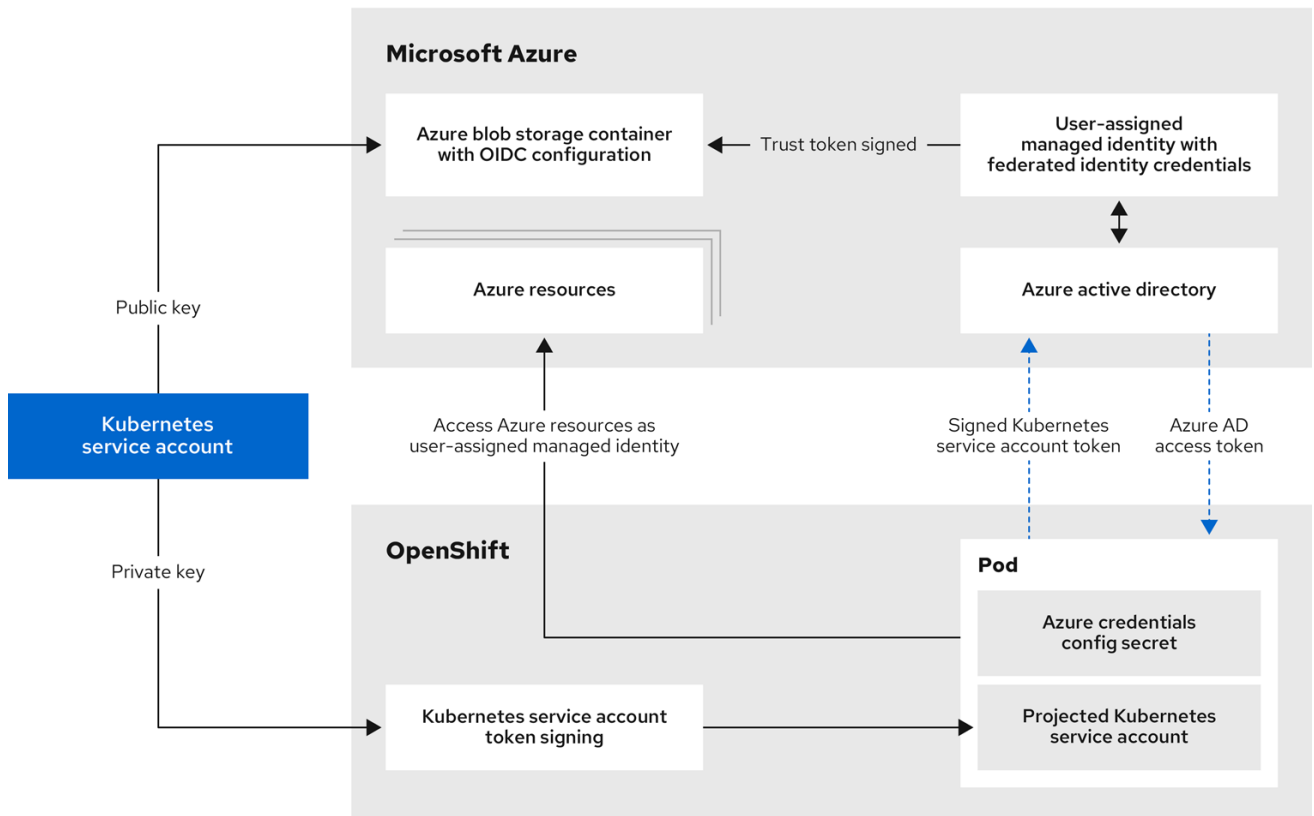 Microsoft Azure
Azure blob storage container
with OIDC configuration
Trust token signed
User-assigned
managed identity with
federated identity credentials
Azure resources
Azure active directory
Public key
Kubernetes
service account
Access Azure resources as
user-assigned managed identity
Signed Kubernetes
service account token
Azure AD
access token
Private key
OpenShift
Pod
Azure credentials
config secret
Kubernetes service account
token signing
Projected Kubernetes
service account